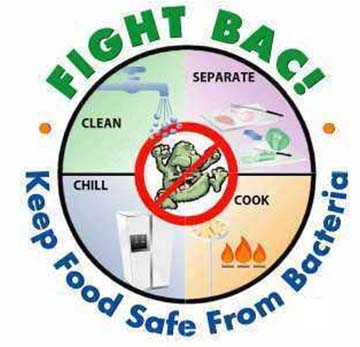 FIGHT BAC!
SEPARATE
CLEAN
CHILL
COOK
Keep Food Safe From Bacteria